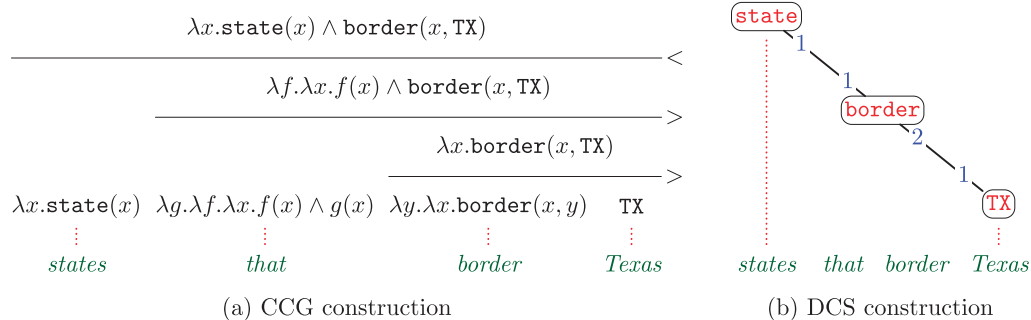 λx.state(x) ∧ border(x, TX)
<
λf.λx.f(x) ∧ border(x, TX)
>
λx.border(x, TX)
>
λx.state(x) λg.λf.λx.f(x) ∧ g(x) λy.λx.border(x, y) TX
states that border Texas
(a) CCG construction
state
1
1
border
2
1
TX
states that border Texas
(b) DCS construction